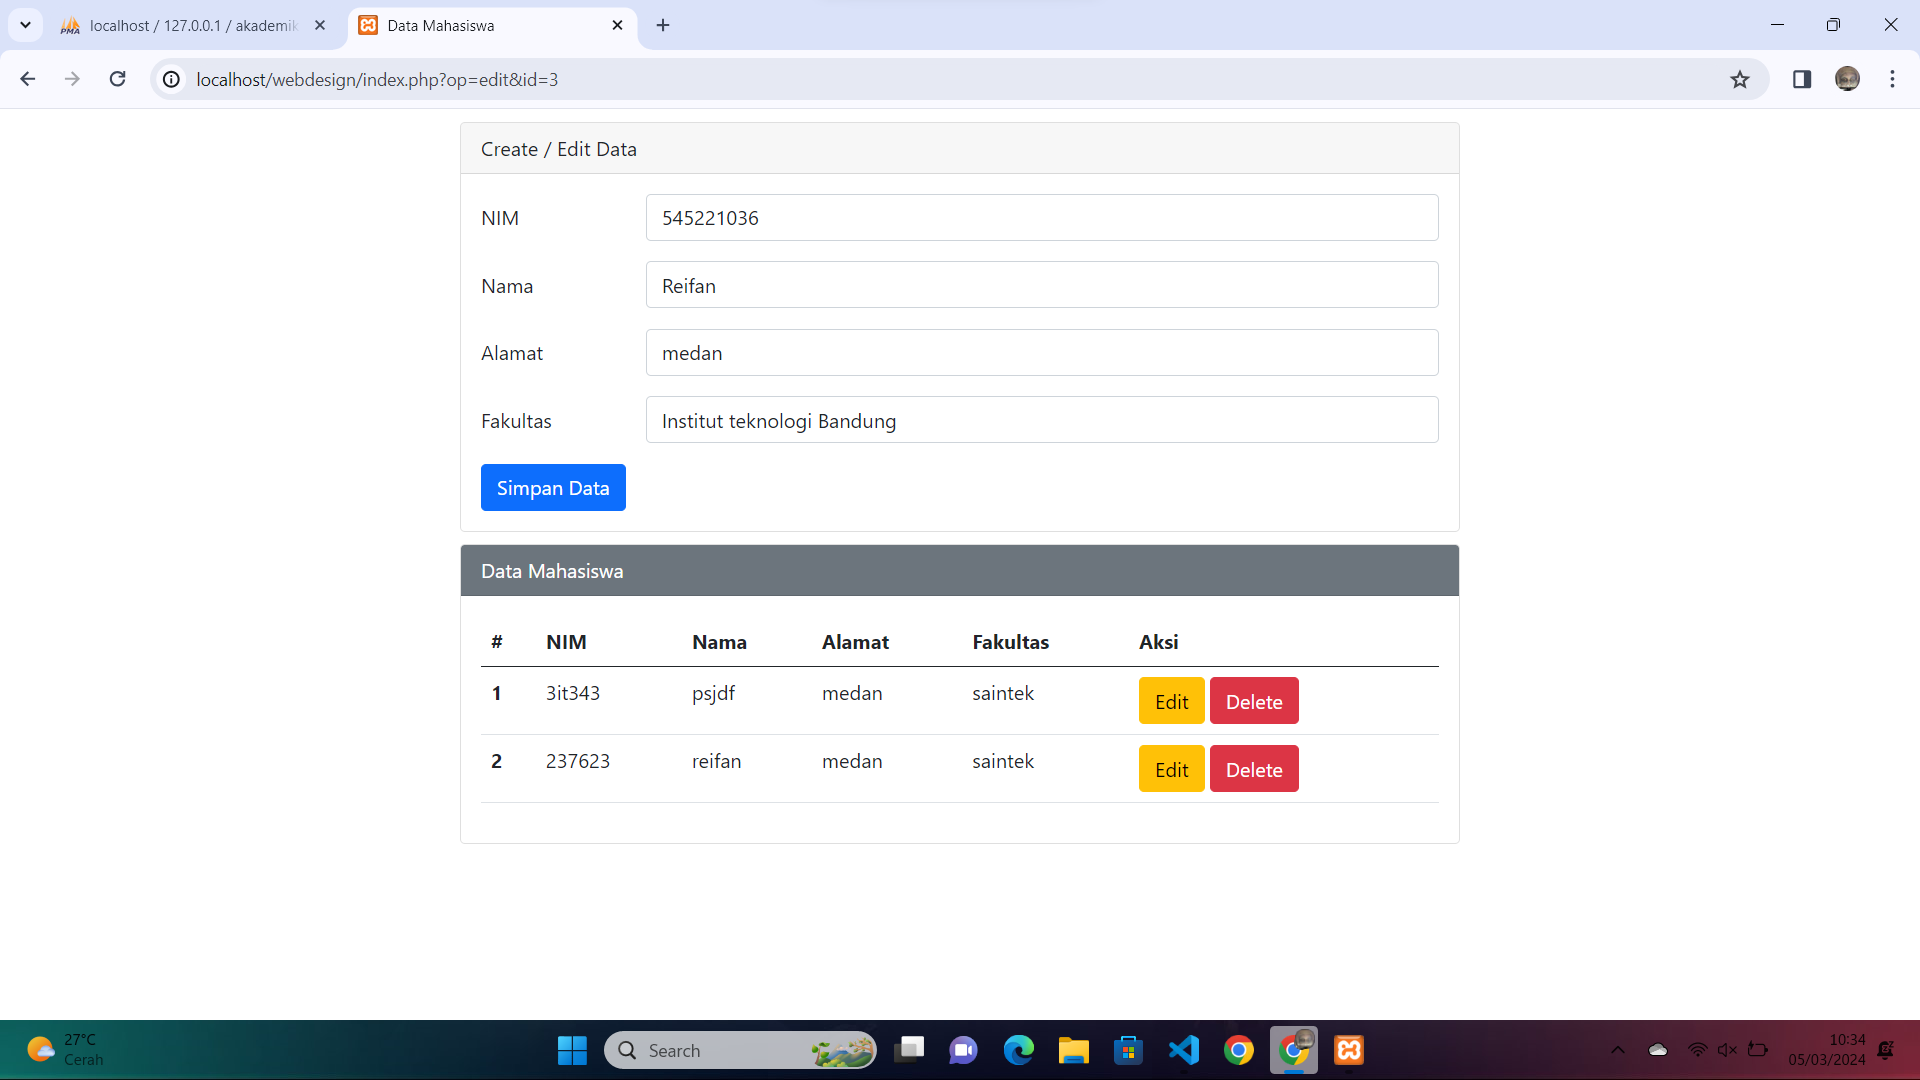 localhost / 127.0.0.1 / akademik
Data Mahasiswa
localhost/webdesign/index.php?op=edit&id=3
Create / Edit Data
NIM 545221036
Nama Reifan
Alamat medan
Fakultas Institut teknologi Bandung
Simpan Data
Data Mahasiswa
# NIM Nama Alamat Fakultas Aksi
1 3it343 psjdf medan saintek Edit Delete
2 237623 reifan medan saintek Edit Delete
27°C
Cerah
Search
10:34
05/03/2024